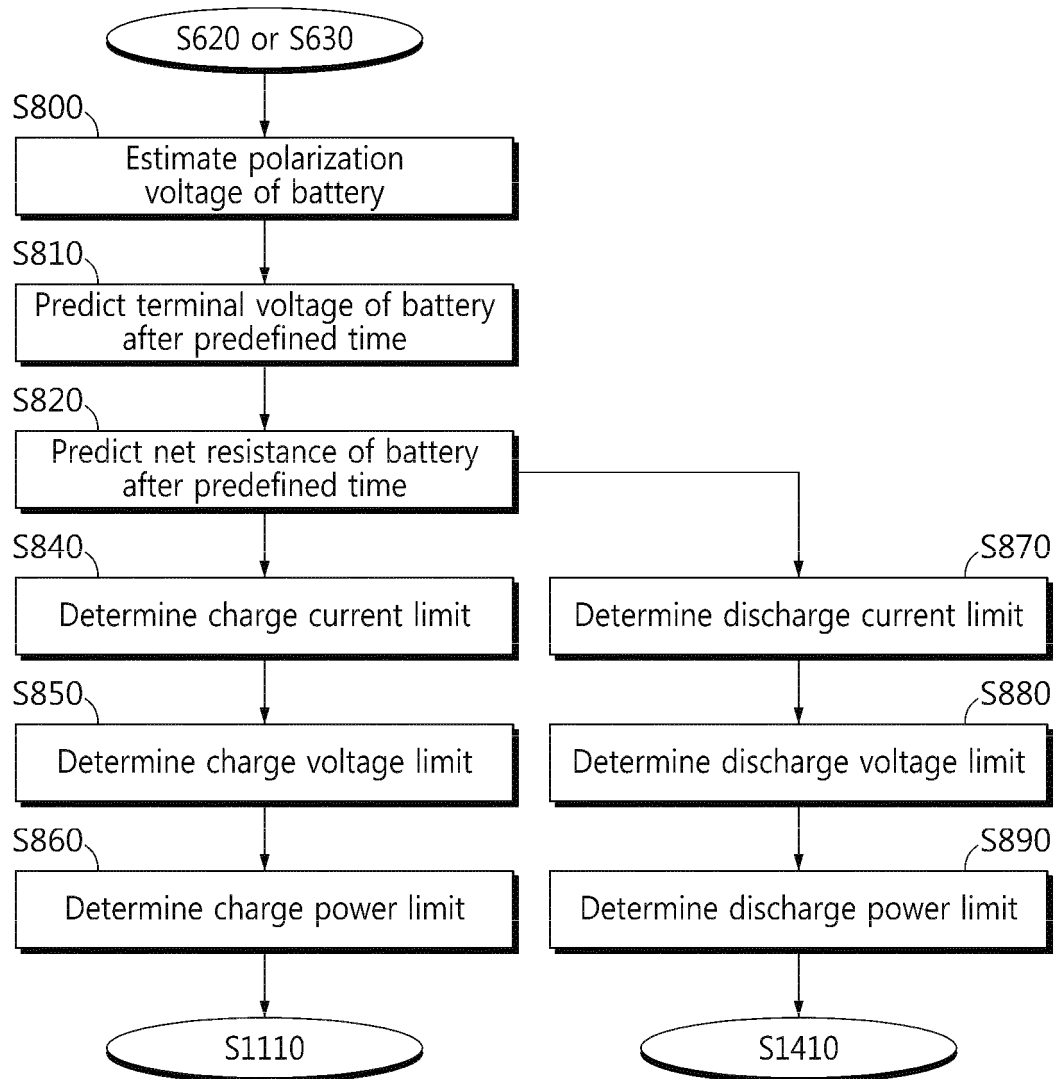 S620 or S630
S800
Estimate polarization
voltage of battery
S810
Predict terminal voltage of battery
after predefined time
S820
Predict net resistance of battery
after predefined time
S840
Determine charge current limit
S850
Determine charge voltage limit
S860
Determine charge power limit
S1110
S870
Determine discharge current limit
S880
Determine discharge voltage limit
S890
Determine discharge power limit
S1410